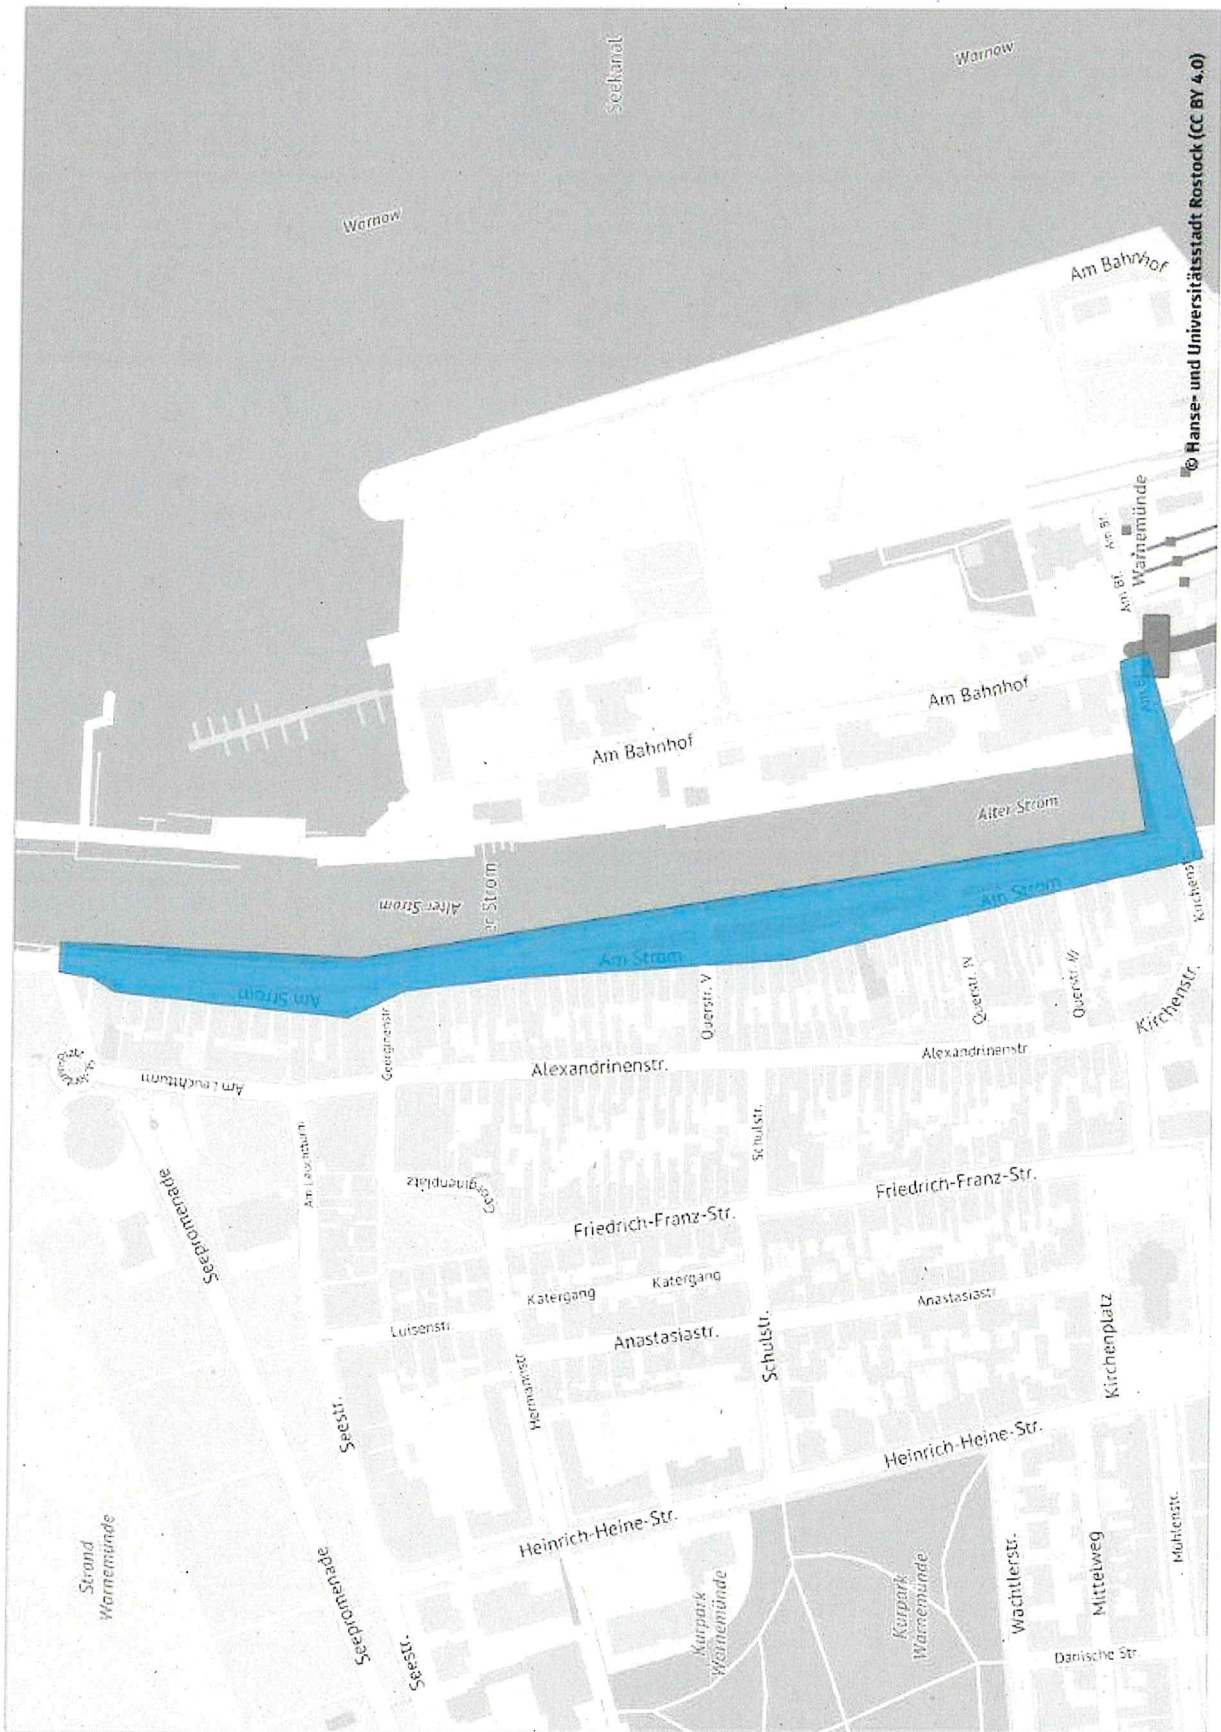 Seekanal
Warnow
Warnow
Am Bahnhof
© Hanse- und Universitätsstadt Rostock (CC BY 4.0)
Am Bf.
Warnemünde
Am Bf.
Am Bahnhof
Am Bahnhof
Alter Strom
Alter Strom
er Strom
Am Strom
Am Strom
Am Strom
Kirchenstr.
Querstr. V
Querstr. IV
Georginenstr.
Am Leuchtturm
Alexandrinenstr.
Alexandrinenstr.
Am Leuchtturm
Schulstr.
Georginenplatz
Seepromenade
Friedrich-Franz-Str.
Friedrich-Franz-Str.
Katergang
Katergang
Luisenstr.
Anastasiastr.
Anastasiastr.
Schulstr.
Kirchenplatz
Seestr.
Hermannstr.
Heinrich-Heine-Str.
Heinrich-Heine-Str.
Strand
Warnemünde
Seepromenade
Seestr.
Kurpark
Warnemünde
Kurpark
Warnemünde
Wachtlerstr.
Mittelweg
Mühlenstr.
Dänische Str.